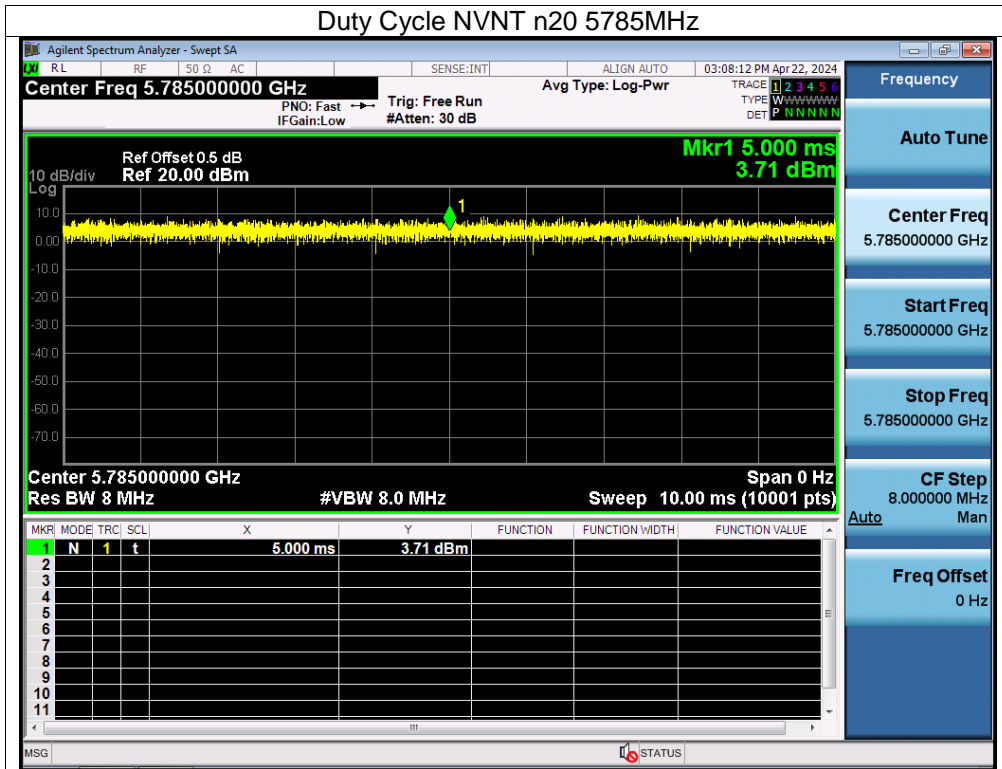 Duty Cycle NVNT n20 5785MHz
Agilent Spectrum Analyzer - Swept SA
LXI RL RF 50 Ω AC SENSE:INT ALIGN AUTO 03:08:12 PM Apr 22, 2024
Center Freq 5.785000000 GHz
PNO: Fast
IFGain:Low
Trig: Free Run
#Atten: 30 dB
Avg Type: Log-Pwr
TRACE 1 2 3 4 5 6
TYPE WWWWWW
DET P N N N N N
Mkr1 5.000 ms
3.71 dBm
Ref Offset 0.5 dB
10 dB/div Ref 20.00 dBm
Log
1
10.0
0.00
-10.0
-20.0
-30.0
-40.0
-50.0
-60.0
-70.0
Center 5.785000000 GHz Span 0 Hz
Res BW 8 MHz #VBW 8.0 MHz Sweep 10.00 ms (10001 pts)
MKR MODE TRC SCL X Y FUNCTION FUNCTION WIDTH FUNCTION VALUE
1 N 1 t 5.000 ms 3.71 dBm
2
3
4
5
6
7
8
9
10
11
MSG STATUS
Frequency
Auto Tune
Center Freq
5.785000000 GHz
Start Freq
5.785000000 GHz
Stop Freq
5.785000000 GHz
CF Step
8.000000 MHz
Auto Man
Freq Offset
0 Hz